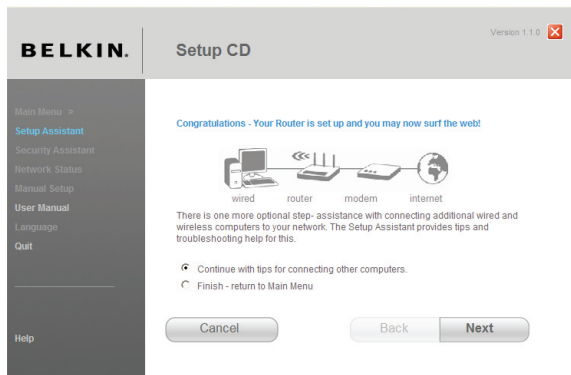 BELKIN.
Setup CD
Version 1.1.0
Main Menu >
Setup Assistant
Security Assistant
Network Status
Manual Setup
User Manual
Language
Quit
Help
Congratulations - Your Router is set up and you may now surf the web!
wired router modem internet
There is one more optional step- assistance with connecting additional wired and
wireless computers to your network. The Setup Assistant provides tips and
troubleshooting help for this.
Continue with tips for connecting other computers.
Finish - return to Main Menu
Cancel
Back
Next